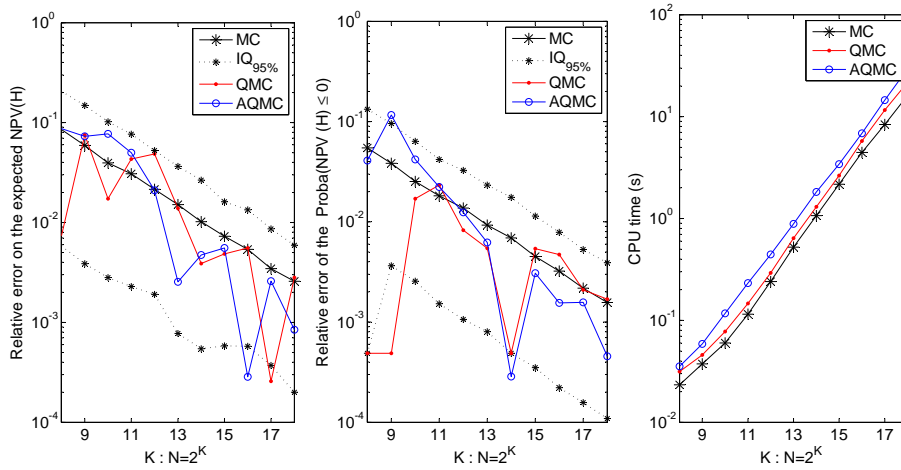 Relative error on the expected NPV(H)
10^0
10^-1
10^-2
10^-3
10^-4
9 11 13 15 17
K : N=2^K
MC
IQ_95%
QMC
AQMC
Relative error of the Proba(NPV (H) ≤ 0)
10^0
10^-1
10^-2
10^-3
10^-4
9 11 13 15 17
K : N=2^K
MC
IQ_95%
QMC
AQMC
CPU time (s)
10^2
10^1
10^0
10^-1
10^-2
9 11 13 15 17
K : N=2^K
MC
QMC
AQMC